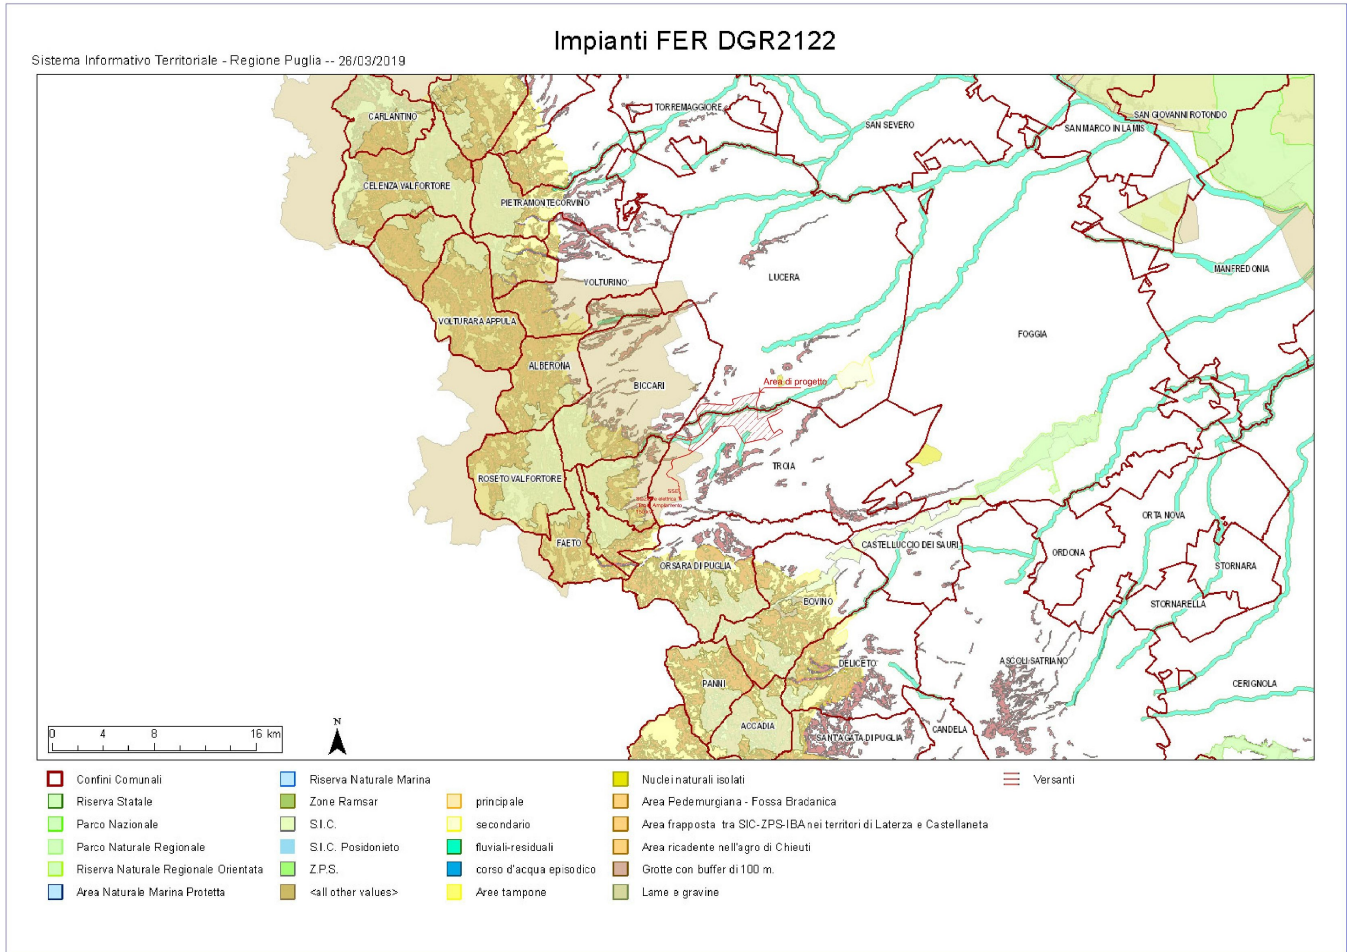 Impianti FER DGR2122
Sistema Informativo Territoriale - Regione Puglia -- 26/03/2019
TORREMAGGIORE
CARLANTINO
SAN SEVERO
SAN MARCO IN LAMIS
SAN GIOVANNI ROTONDO
CELENZA VALFORTORE
PIETRAMONTECORVINO
MANFREDONIA
VOLTURINO
LUCERA
VOLTURARA APPULA
FOGGIA
ALBERONA
BICCARI
Area di progetto
TROIA
ROSETO VALFORTORE
SSE
ORTA NOVA
FAETO
CASTELLUCCIO DEI SAURI
ORDONA
ORSARA DI PUGLIA
STORNARA
BOVINO
STORNARELLA
DELICETO
ASCOLI SATRIANO
PANNI
CERIGNOLA
ACCADIA
CANDELA
SANT'AGATA DI PUGLIA
N
0 4 8 16 km
Confini Comunali
Riserva Statale
Parco Nazionale
Parco Naturale Regionale
Riserva Naturale Regionale Orientata
Area Naturale Marina Protetta
Riserva Naturale Marina
Zone Ramsar
S.I.C.
S.I.C. Posidonieto
Z.P.S.
<all other values>
principale
secondario
fluviali-residuali
corso d'acqua episodico
Aree tampone
Nuclei naturali isolati
Area Pedemurgiana - Fossa Bradanica
Area frapposta tra SIC-ZPS-IBA nei territori di Laterza e Castellaneta
Area ricadente nell'agro di Chieuti
Grotte con buffer di 100 m.
Lame e gravine
Versanti